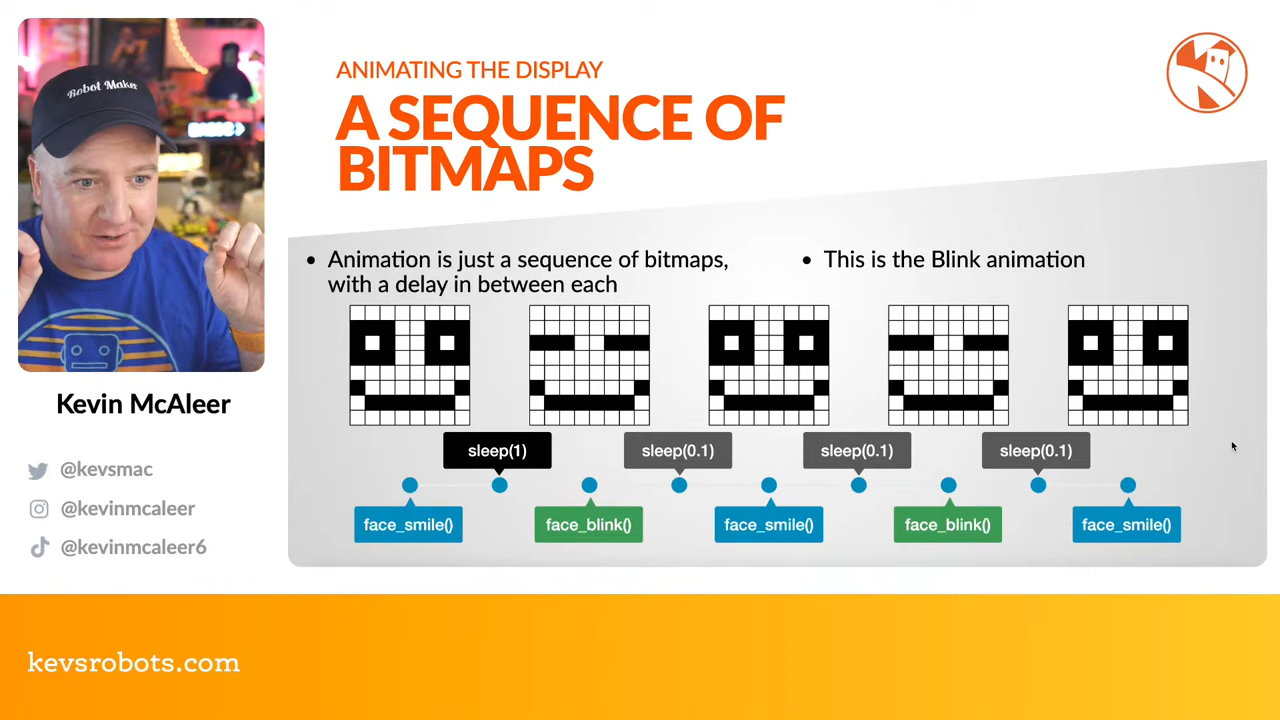 Robot Maker
ANIMATING THE DISPLAY
A SEQUENCE OF
BITMAPS
• Animation is just a sequence of bitmaps,
with a delay in between each
• This is the Blink animation
sleep(1)
sleep(0.1)
sleep(0.1)
sleep(0.1)
face_smile()
face_blink()
face_smile()
face_blink()
face_smile()
Kevin McAleer
@kevsmac
@kevinmcaleer
@kevinmcaleer6
kevsrobots.com